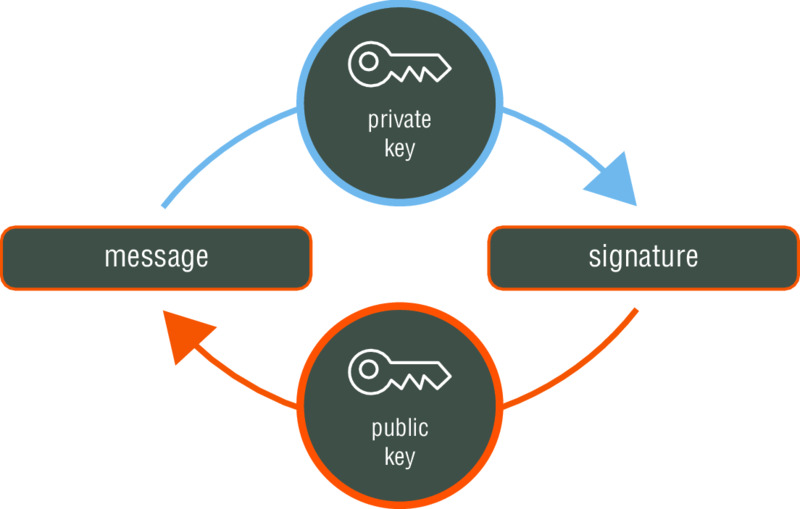 private
key
message
signature
public
key